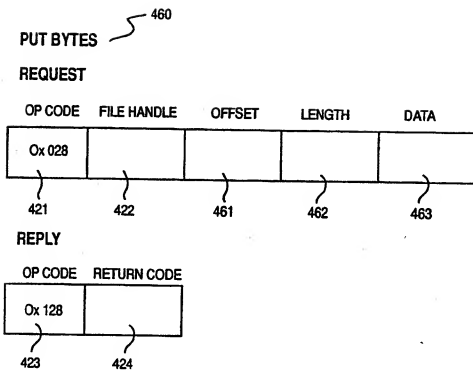 460
PUT BYTES
REQUEST
OP CODE FILE HANDLE OFFSET LENGTH DATA
Ox 028
421 422 461 462 463
REPLY
OP CODE RETURN CODE
Ox 128
423 424